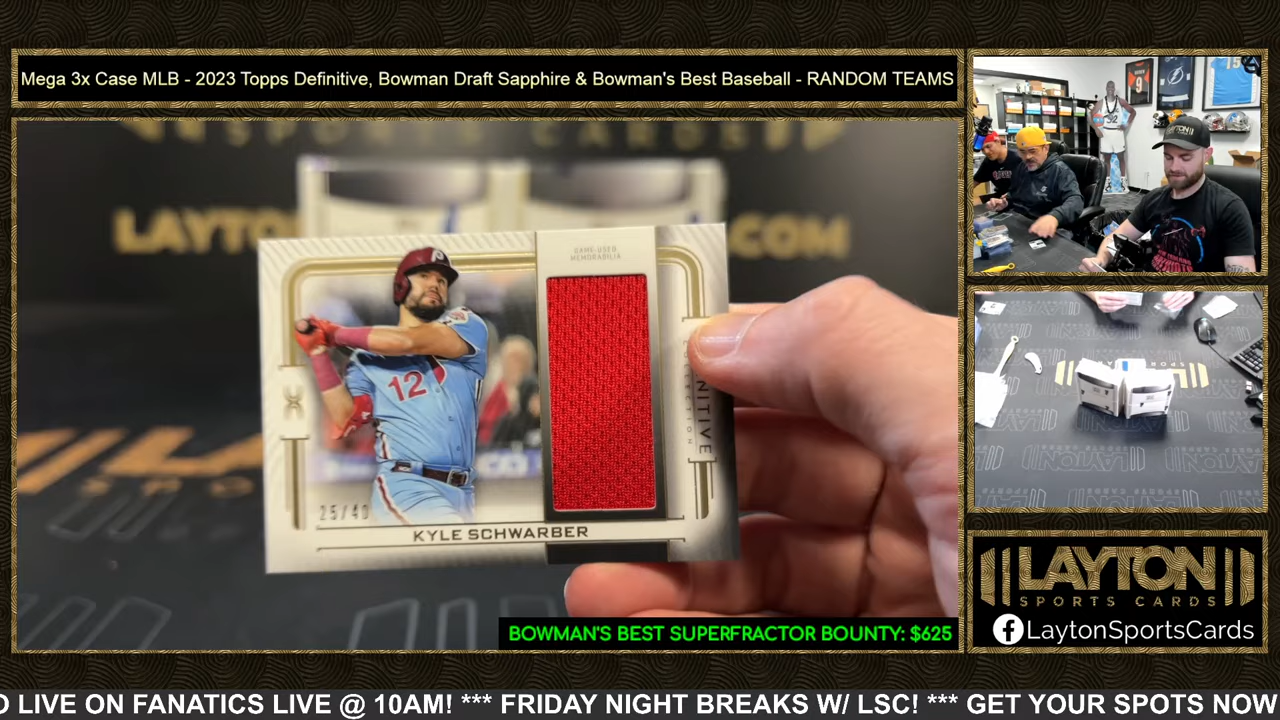 Mega 3x Case MLB - 2023 Topps Definitive, Bowman Draft Sapphire & Bowman's Best Baseball - RANDOM TEAMS
LAYTON
.COM
GAME-USED
MEMORABILIA
12
25/40
KYLE SCHWARBER
BOWMAN'S BEST SUPERFRACTOR BOUNTY: $625
LAYTON
SPORTS CARDS
LaytonSportsCards
LIVE ON FANATICS LIVE @ 10AM! *** FRIDAY NIGHT BREAKS W/ LSC! *** GET YOUR SPOTS NOW